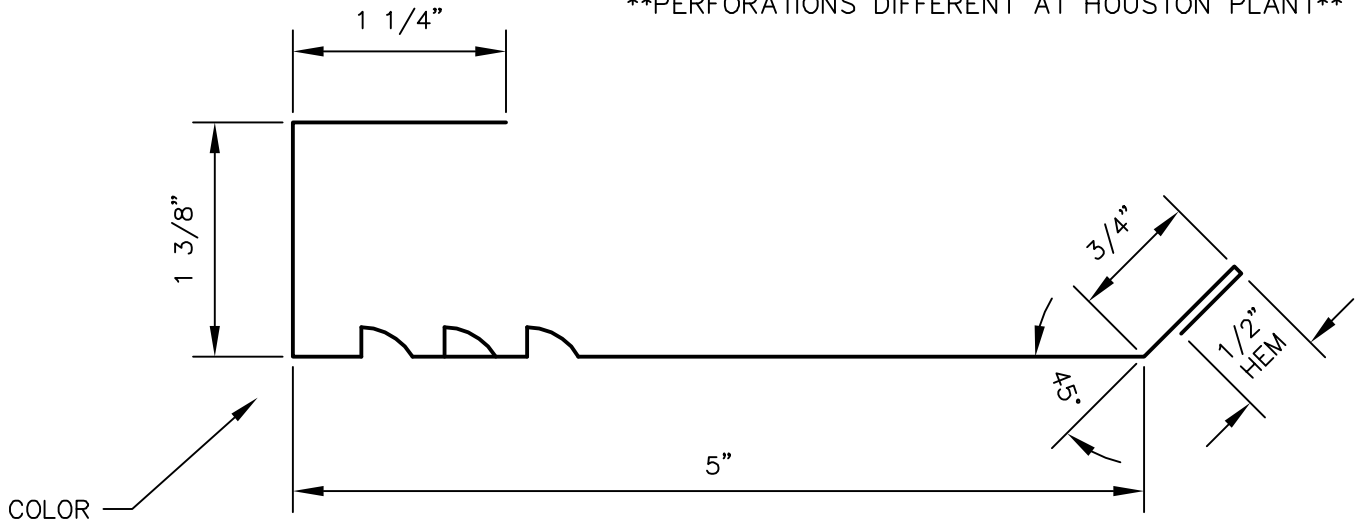 **PERFORATIONS DIFFERENT AT HOUSTON PLANT**
1 1/4”
1 3/8”
3/4”
1/2”
HEM
45°
5”
COLOR